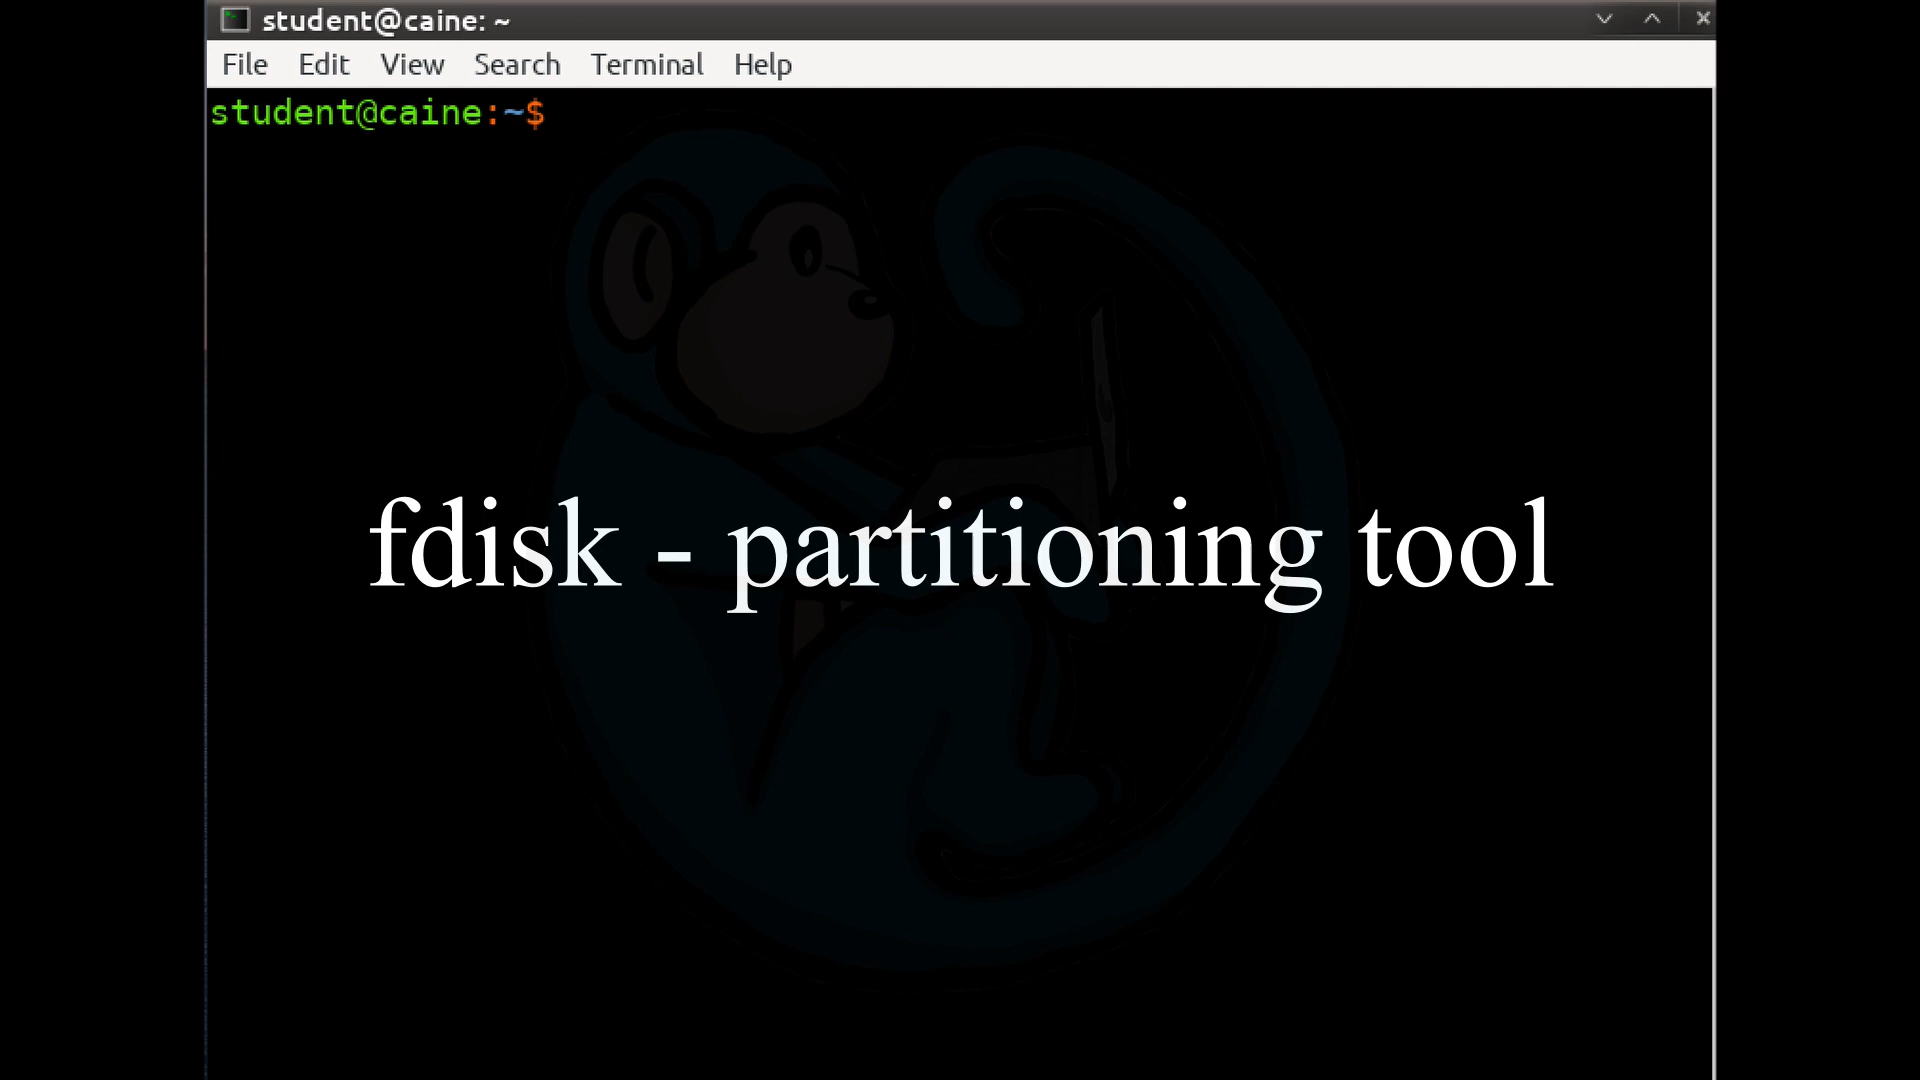 student@caine: ~
File Edit View Search Terminal Help
student@caine:~$
fdisk - partitioning tool